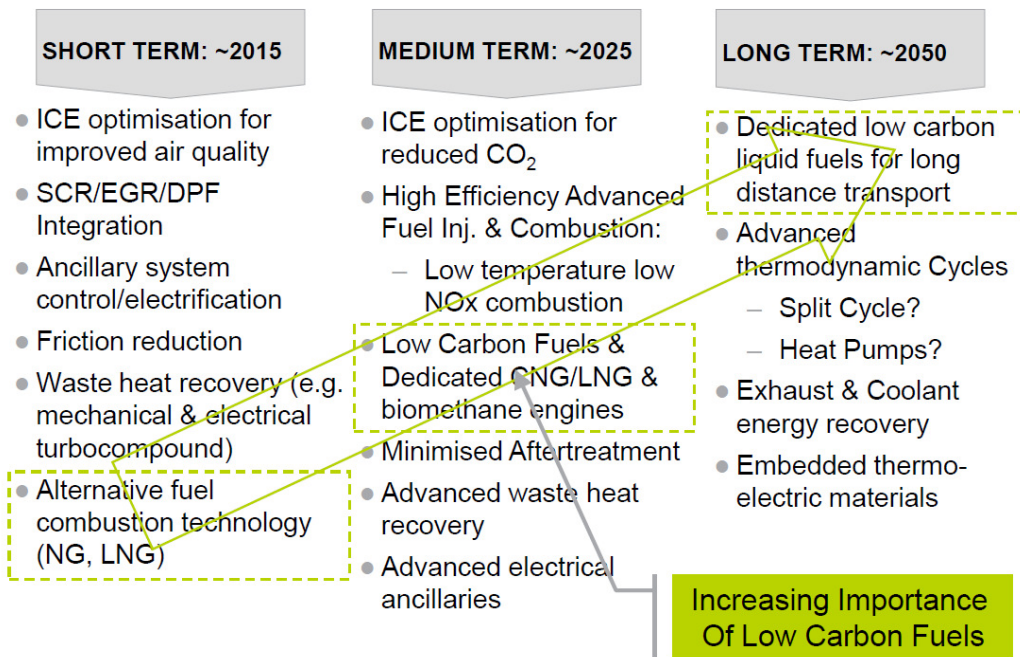 SHORT TERM: ~2015
● ICE optimisation for
improved air quality
● SCR/EGR/DPF
Integration
● Ancillary system
control/electrification
● Friction reduction
● Waste heat recovery (e.g.
mechanical & electrical
turbocompound)
● Alternative fuel
combustion technology
(NG, LNG)
MEDIUM TERM: ~2025
● ICE optimisation for
reduced CO₂
● High Efficiency Advanced
Fuel Inj. & Combustion:
– Low temperature low
NOx combustion
● Low Carbon Fuels &
Dedicated CNG/LNG &
biomethane engines
● Minimised Aftertreatment
● Advanced waste heat
recovery
● Advanced electrical
ancillaries
LONG TERM: ~2050
● Dedicated low carbon
liquid fuels for long
distance transport
● Advanced
thermodynamic Cycles
– Split Cycle?
– Heat Pumps?
● Exhaust & Coolant
energy recovery
● Embedded thermo-
electric materials
Increasing Importance
Of Low Carbon Fuels